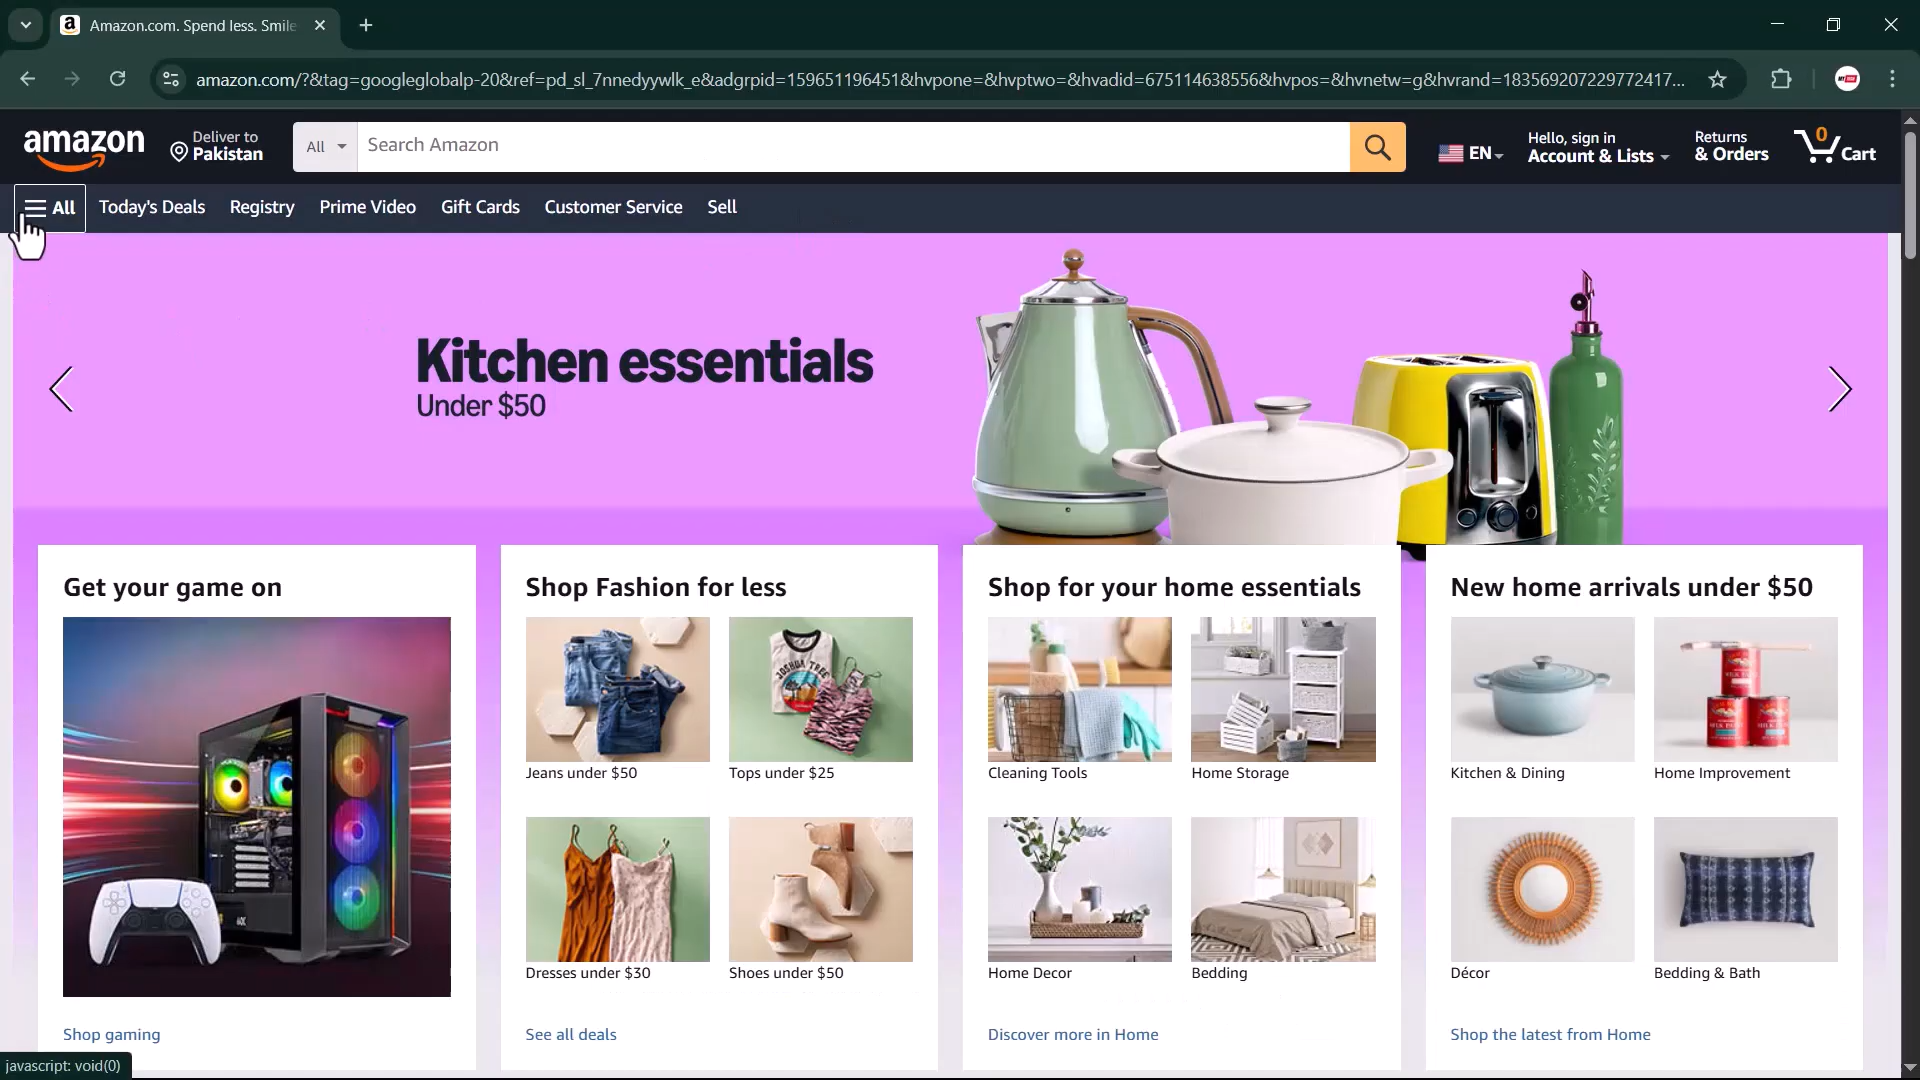 Amazon.com. Spend less. Smile
amazon.com/?&tag=googleglobalp-20&ref=pd_sl_7nnedyywlk_e&adgrpid=159651196451&hvpone=&hvptwo=&hvadid=675114638556&hvpos=&hvnetw=g&hvrand=183569207229772417...
amazon
Deliver to
Pakistan
All
Search Amazon
EN
Hello, sign in
Account & Lists
Returns
& Orders
0
Cart
All Today's Deals Registry Prime Video Gift Cards Customer Service Sell
Kitchen essentials
Under $50
Get your game on
Shop gaming
Shop Fashion for less
JOSHUA TREE
Jeans under $50 Tops under $25
Dresses under $30 Shoes under $50
See all deals
Shop for your home essentials
Cleaning Tools Home Storage
Home Decor Bedding
Discover more in Home
New home arrivals under $50
Kitchen & Dining Home Improvement
Décor Bedding & Bath
Shop the latest from Home
javascript: void(0)